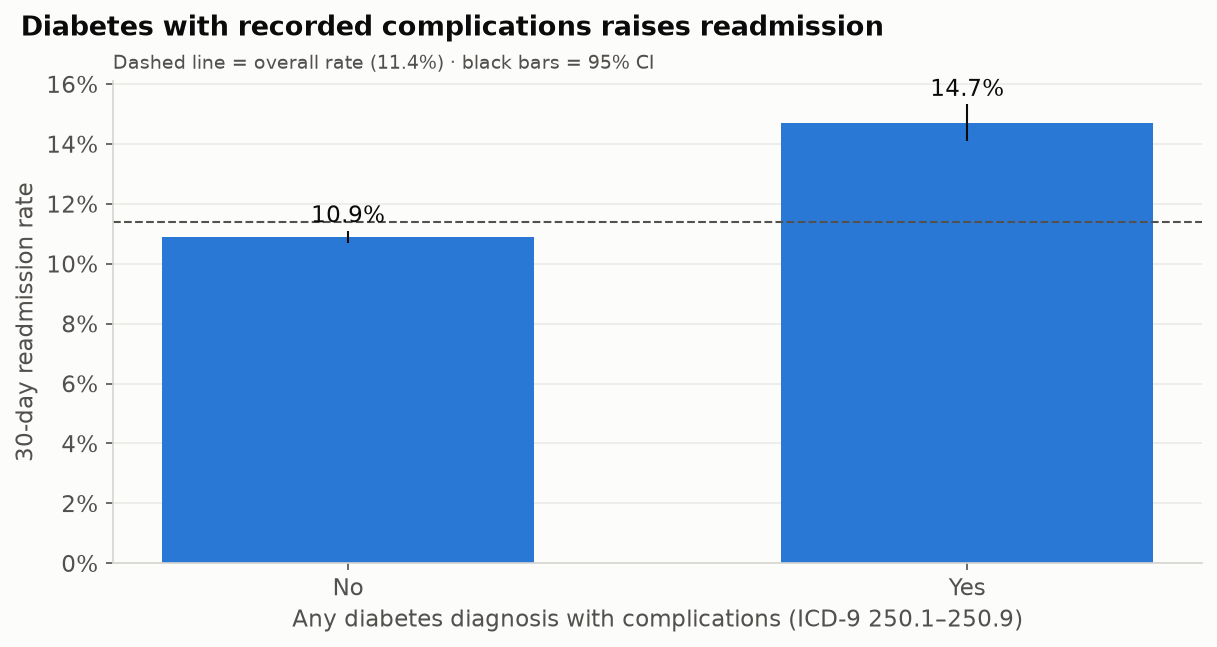 Diabetes with recorded complications raises readmission
Dashed line = overall rate (11.4%) · black bars = 95% CI
16%
14%
12%
10%
8%
6%
4%
2%
0%
30-day readmission rate
10.9%
14.7%
No
Yes
Any diabetes diagnosis with complications (ICD-9 250.1–250.9)